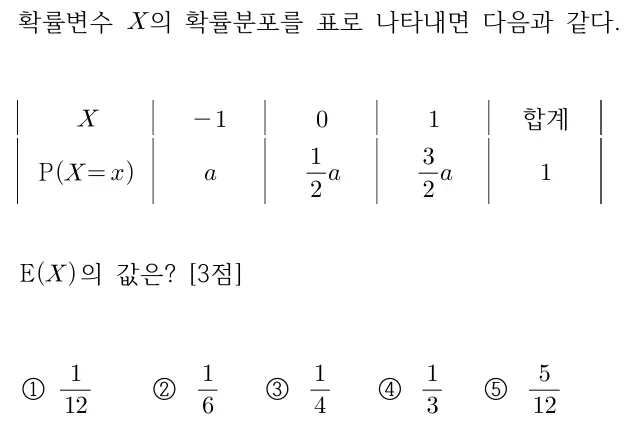 확률변수 X의 확률분포를 표로 나타내면 다음과 같다.
X -1 0 1 합계
P(X=x) a 1/2 a 3/2 a 1
E(X)의 값은? [3점]
① 1/12 ② 1/6 ③ 1/4 ④ 1/3 ⑤ 5/12